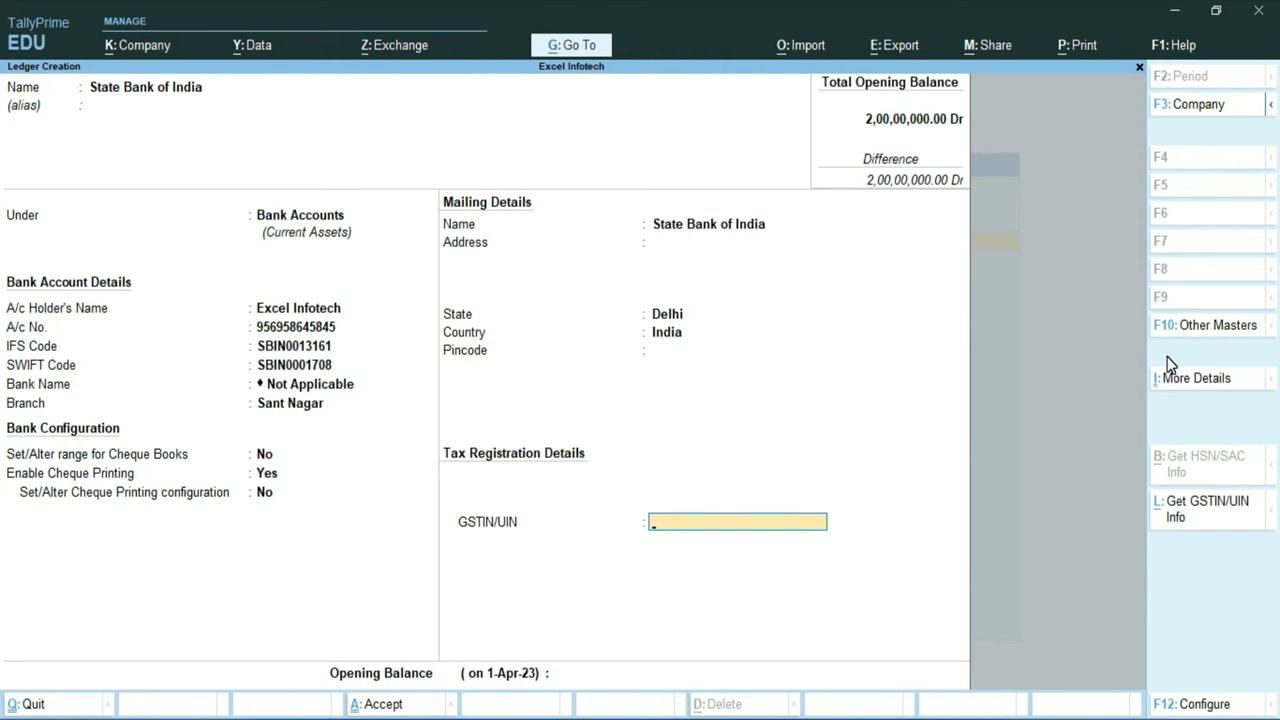 TallyPrime
EDU
MANAGE
K: Company
Y: Data
Z: Exchange
G: Go To
O: Import
E: Export
M: Share
P: Print
F1: Help
Ledger Creation
Excel Infotech
×
Name : State Bank of India
(alias) :
Total Opening Balance
2,00,00,000.00 Dr
Difference
2,00,00,000.00 Dr
Under : Bank Accounts
(Current Assets)
Bank Account Details
A/c Holder's Name : Excel Infotech
A/c No. : 956958645845
IFS Code : SBIN0013161
SWIFT Code : SBIN0001708
Bank Name : ♦ Not Applicable
Branch : Sant Nagar
Bank Configuration
Set/Alter range for Cheque Books : No
Enable Cheque Printing : Yes
Set/Alter Cheque Printing configuration : No
Mailing Details
Name : State Bank of India
Address :
State : Delhi
Country : India
Pincode :
Tax Registration Details
GSTIN/UIN :
Opening Balance ( on 1-Apr-23) :
F2: Period
F3: Company
F4
F5
F6
F7
F8
F9
F10: Other Masters
I: More Details
B: Get HSN/SAC
Info
L: Get GSTIN/UIN
Info
Q: Quit
A: Accept
D: Delete
F12: Configure